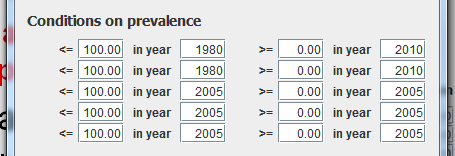 Conditions on prevalence
<= 100.00 in year 1980 >= 0.00 in year 2010
<= 100.00 in year 1980 >= 0.00 in year 2010
<= 100.00 in year 2005 >= 0.00 in year 2005
<= 100.00 in year 2005 >= 0.00 in year 2005
<= 100.00 in year 2005 >= 0.00 in year 2005